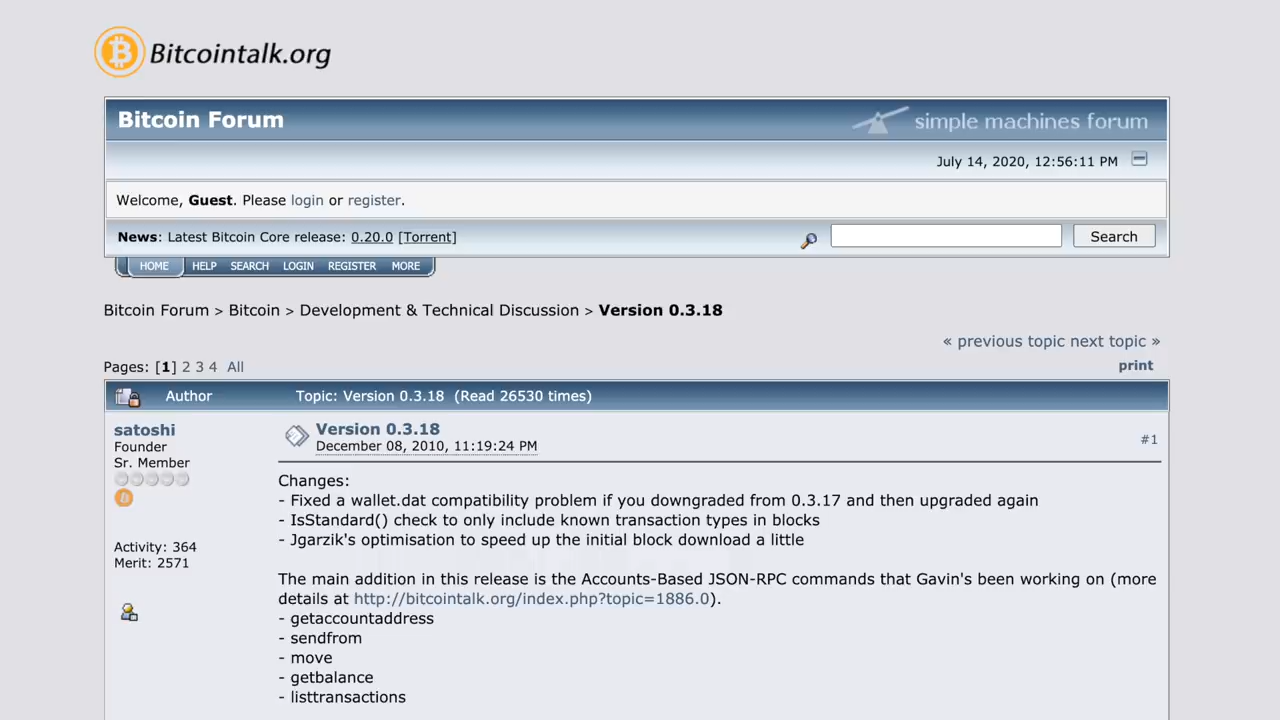 Bitcointalk.org
Bitcoin Forum
simple machines forum
July 14, 2020, 12:56:11 PM
Welcome, Guest. Please login or register.
News: Latest Bitcoin Core release: 0.20.0 [Torrent]
Search
HOME HELP SEARCH LOGIN REGISTER MORE
Bitcoin Forum > Bitcoin > Development & Technical Discussion > Version 0.3.18
« previous topic next topic »
Pages: [1] 2 3 4 All
print
Author Topic: Version 0.3.18 (Read 26530 times)
satoshi
Founder
Sr. Member
Activity: 364
Merit: 2571
Version 0.3.18
December 08, 2010, 11:19:24 PM
#1
Changes:
- Fixed a wallet.dat compatibility problem if you downgraded from 0.3.17 and then upgraded again
- IsStandard() check to only include known transaction types in blocks
- Jgarzik's optimisation to speed up the initial block download a little
The main addition in this release is the Accounts-Based JSON-RPC commands that Gavin's been working on (more
details at http://bitcointalk.org/index.php?topic=1886.0).
- getaccountaddress
- sendfrom
- move
- getbalance
- listtransactions